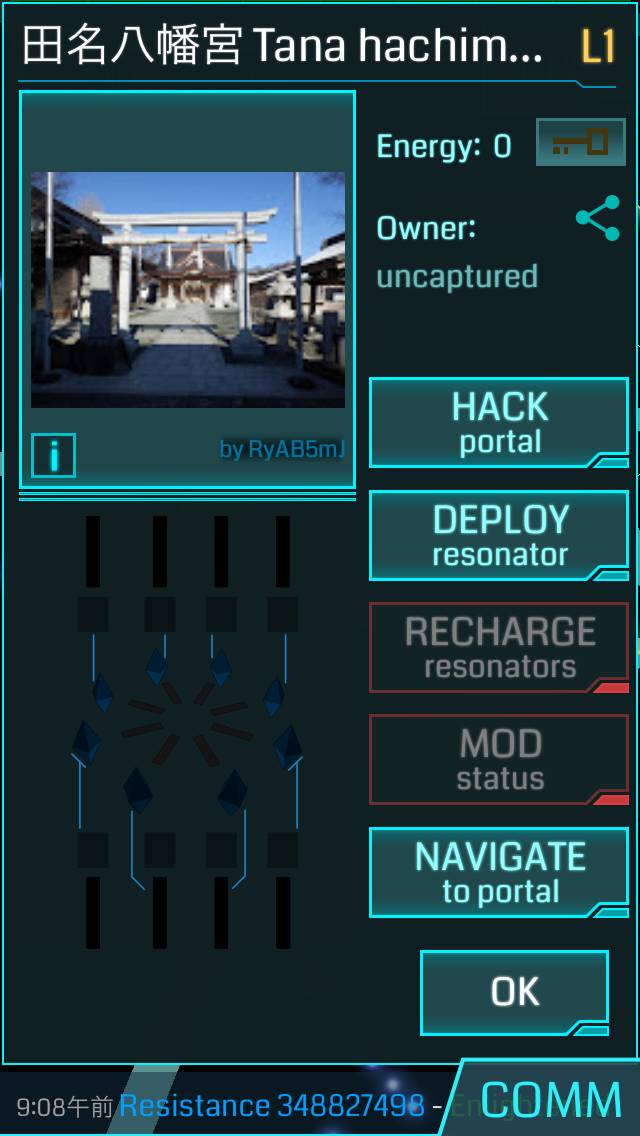 田名八幡宮 Tana hachim... L1
Energy: 0
Owner:
uncaptured
i
by RyAB5mJ
HACK
portal
DEPLOY
resonator
RECHARGE
resonators
MOD
status
NAVIGATE
to portal
OK
9:08午前 Resistance 348827498 -
COMM